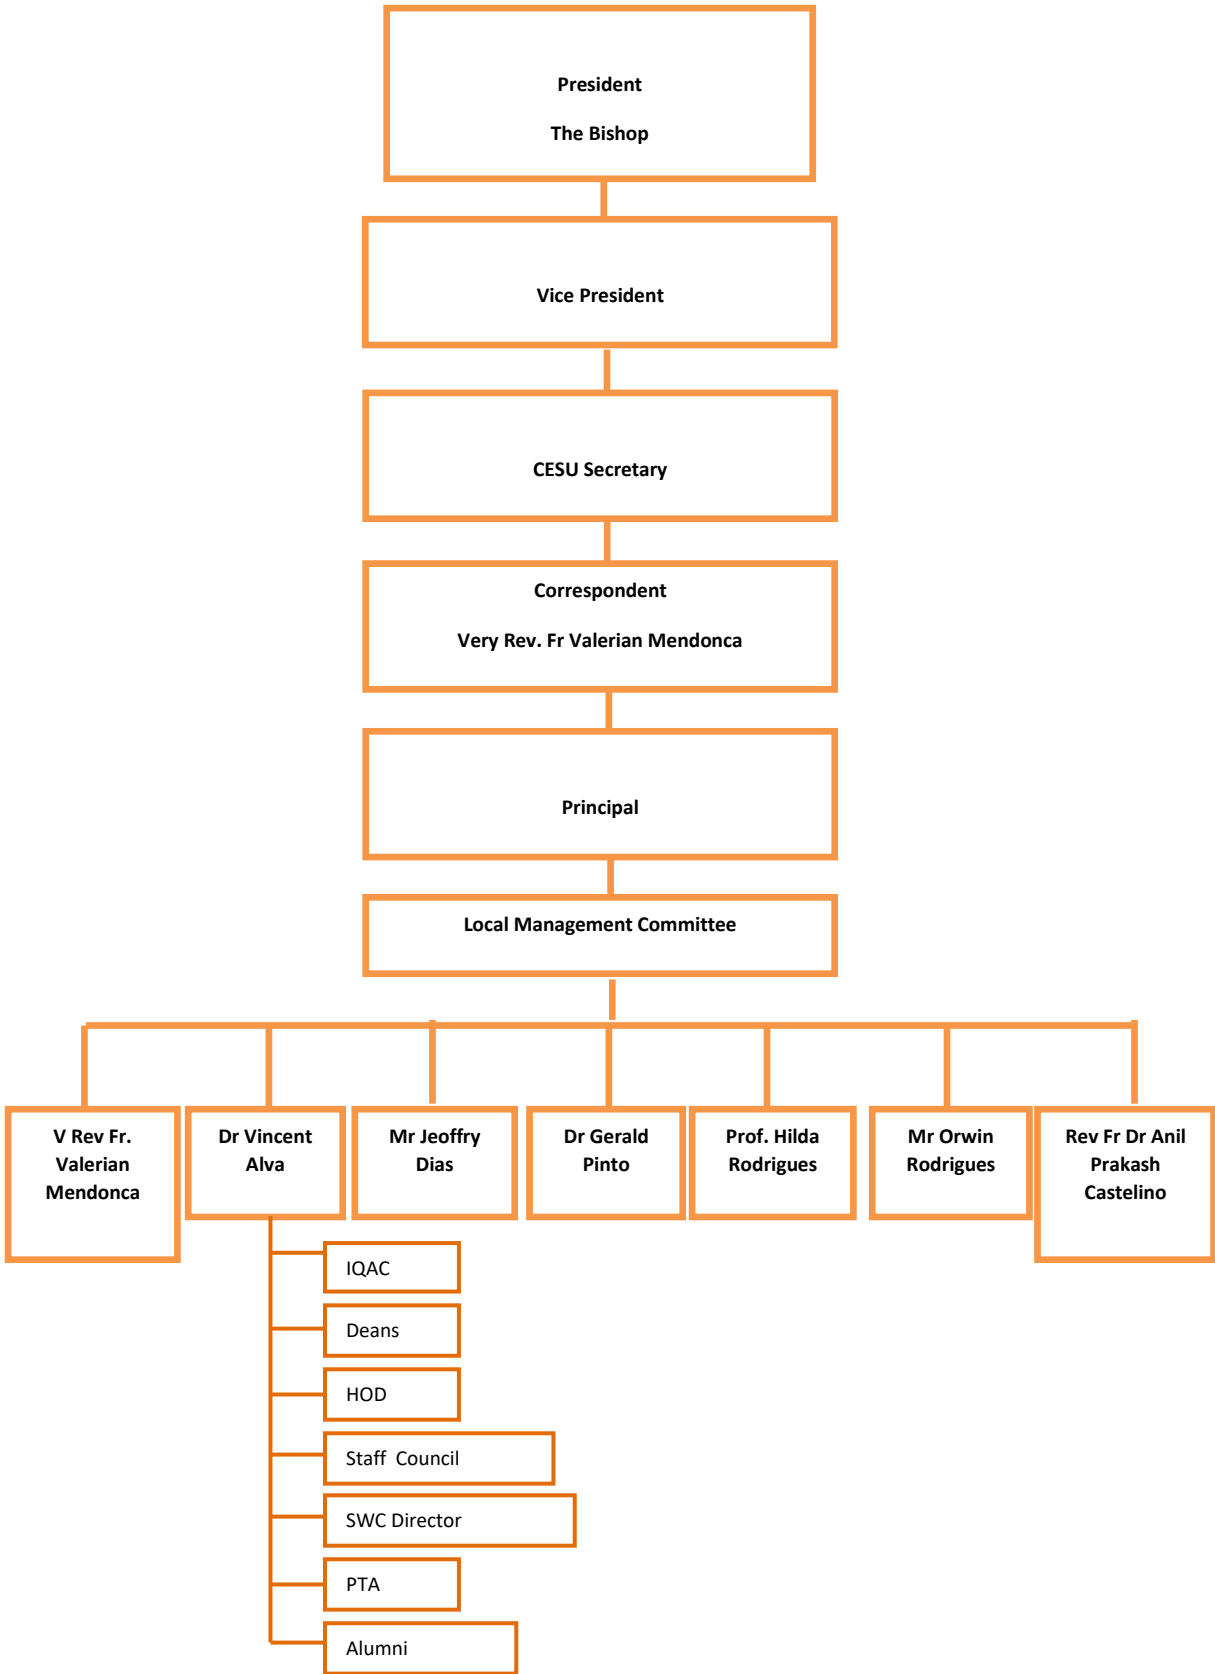 President
The Bishop
Vice President
CESU Secretary
Correspondent
Very Rev. Fr Valerian Mendonca
Principal
Local Management Committee
V Rev Fr.
Valerian
Mendonca
Dr Vincent
Alva
Mr Jeoffry
Dias
Dr Gerald
Pinto
Prof. Hilda
Rodrigues
Mr Orwin
Rodrigues
Rev Fr Dr Anil
Prakash
Castelino
IQAC
Deans
HOD
Staff  Council
SWC Director
PTA
Alumni